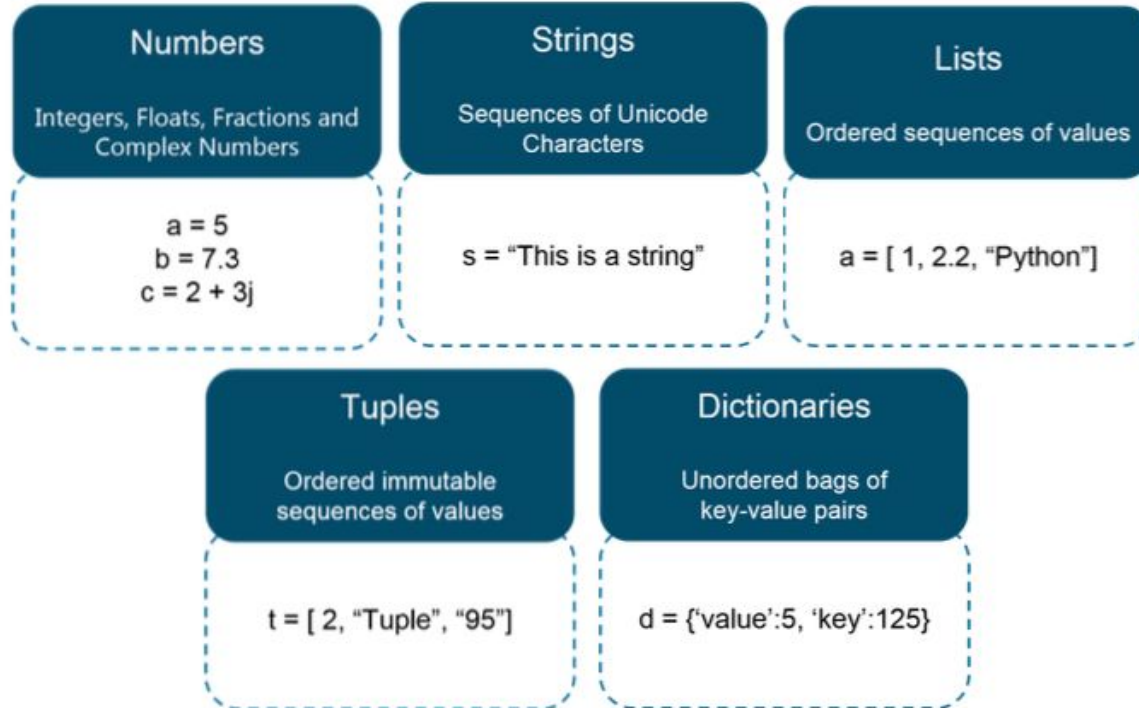 Numbers
Integers, Floats, Fractions and
Complex Numbers
a = 5
b = 7.3
c = 2 + 3j
Strings
Sequences of Unicode
Characters
s = “This is a string”
Lists
Ordered sequences of values
a = [ 1, 2.2, “Python”]
Tuples
Ordered immutable
sequences of values
t = [ 2, “Tuple”, “95”]
Dictionaries
Unordered bags of
key-value pairs
d = {‘value’:5, ‘key’:125}